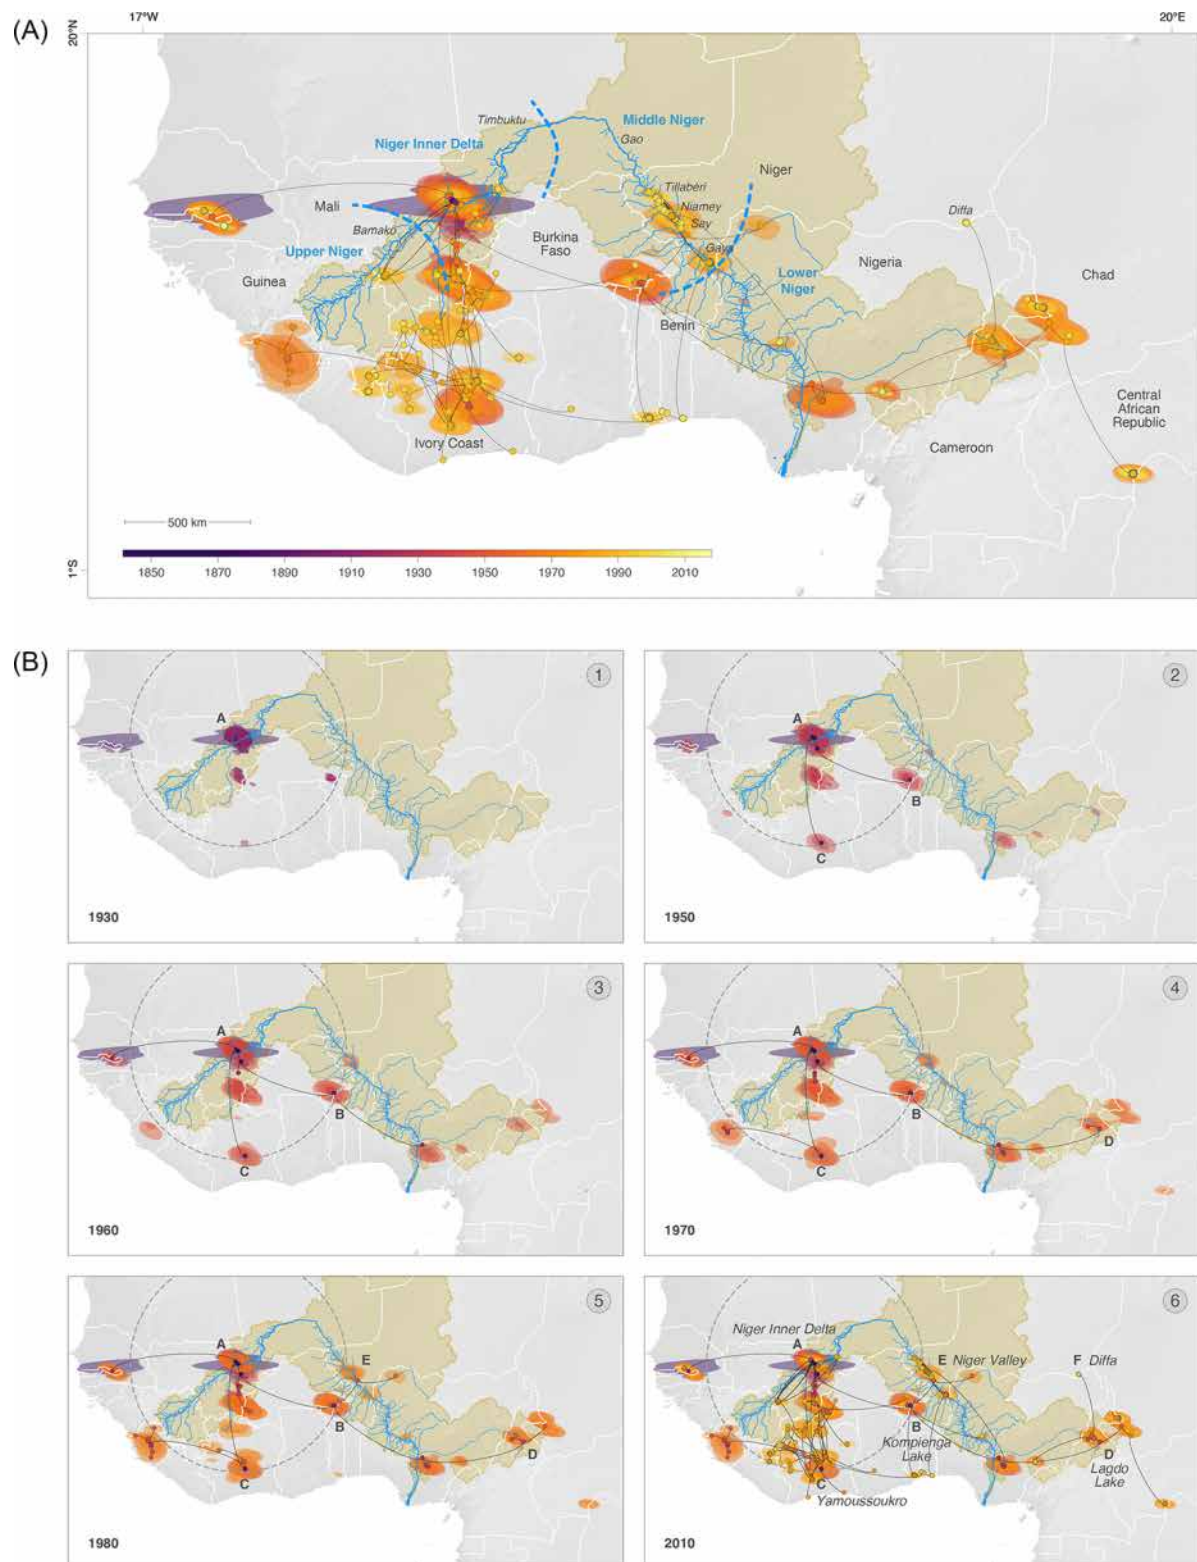 (A)
17°W
20°E
20°N
Timbuktu
Middle Niger
Niger Inner Delta
Gao
Niger
Tillabéri
Mali
Niamey
Diffa
Say
Bamako
Burkina
Faso
Upper Niger
Gaya
Nigeria
Chad
Guinea
Lower
Niger
Benin
Central
African
Republic
Ivory Coast
Cameroon
500 km
1850 1870 1890 1910 1930 1950 1970 1990 2010
1°S
(B)
1
A
1930
2
A
B
C
1950
3
A
B
C
1960
4
A
B
D
C
1970
5
A
E
B
D
C
1980
6
Niger Inner Delta
A
E Niger Valley
F Diffa
B
D
Kompienga
Lake
C
Lagdo
Lake
Yamoussoukro
2010